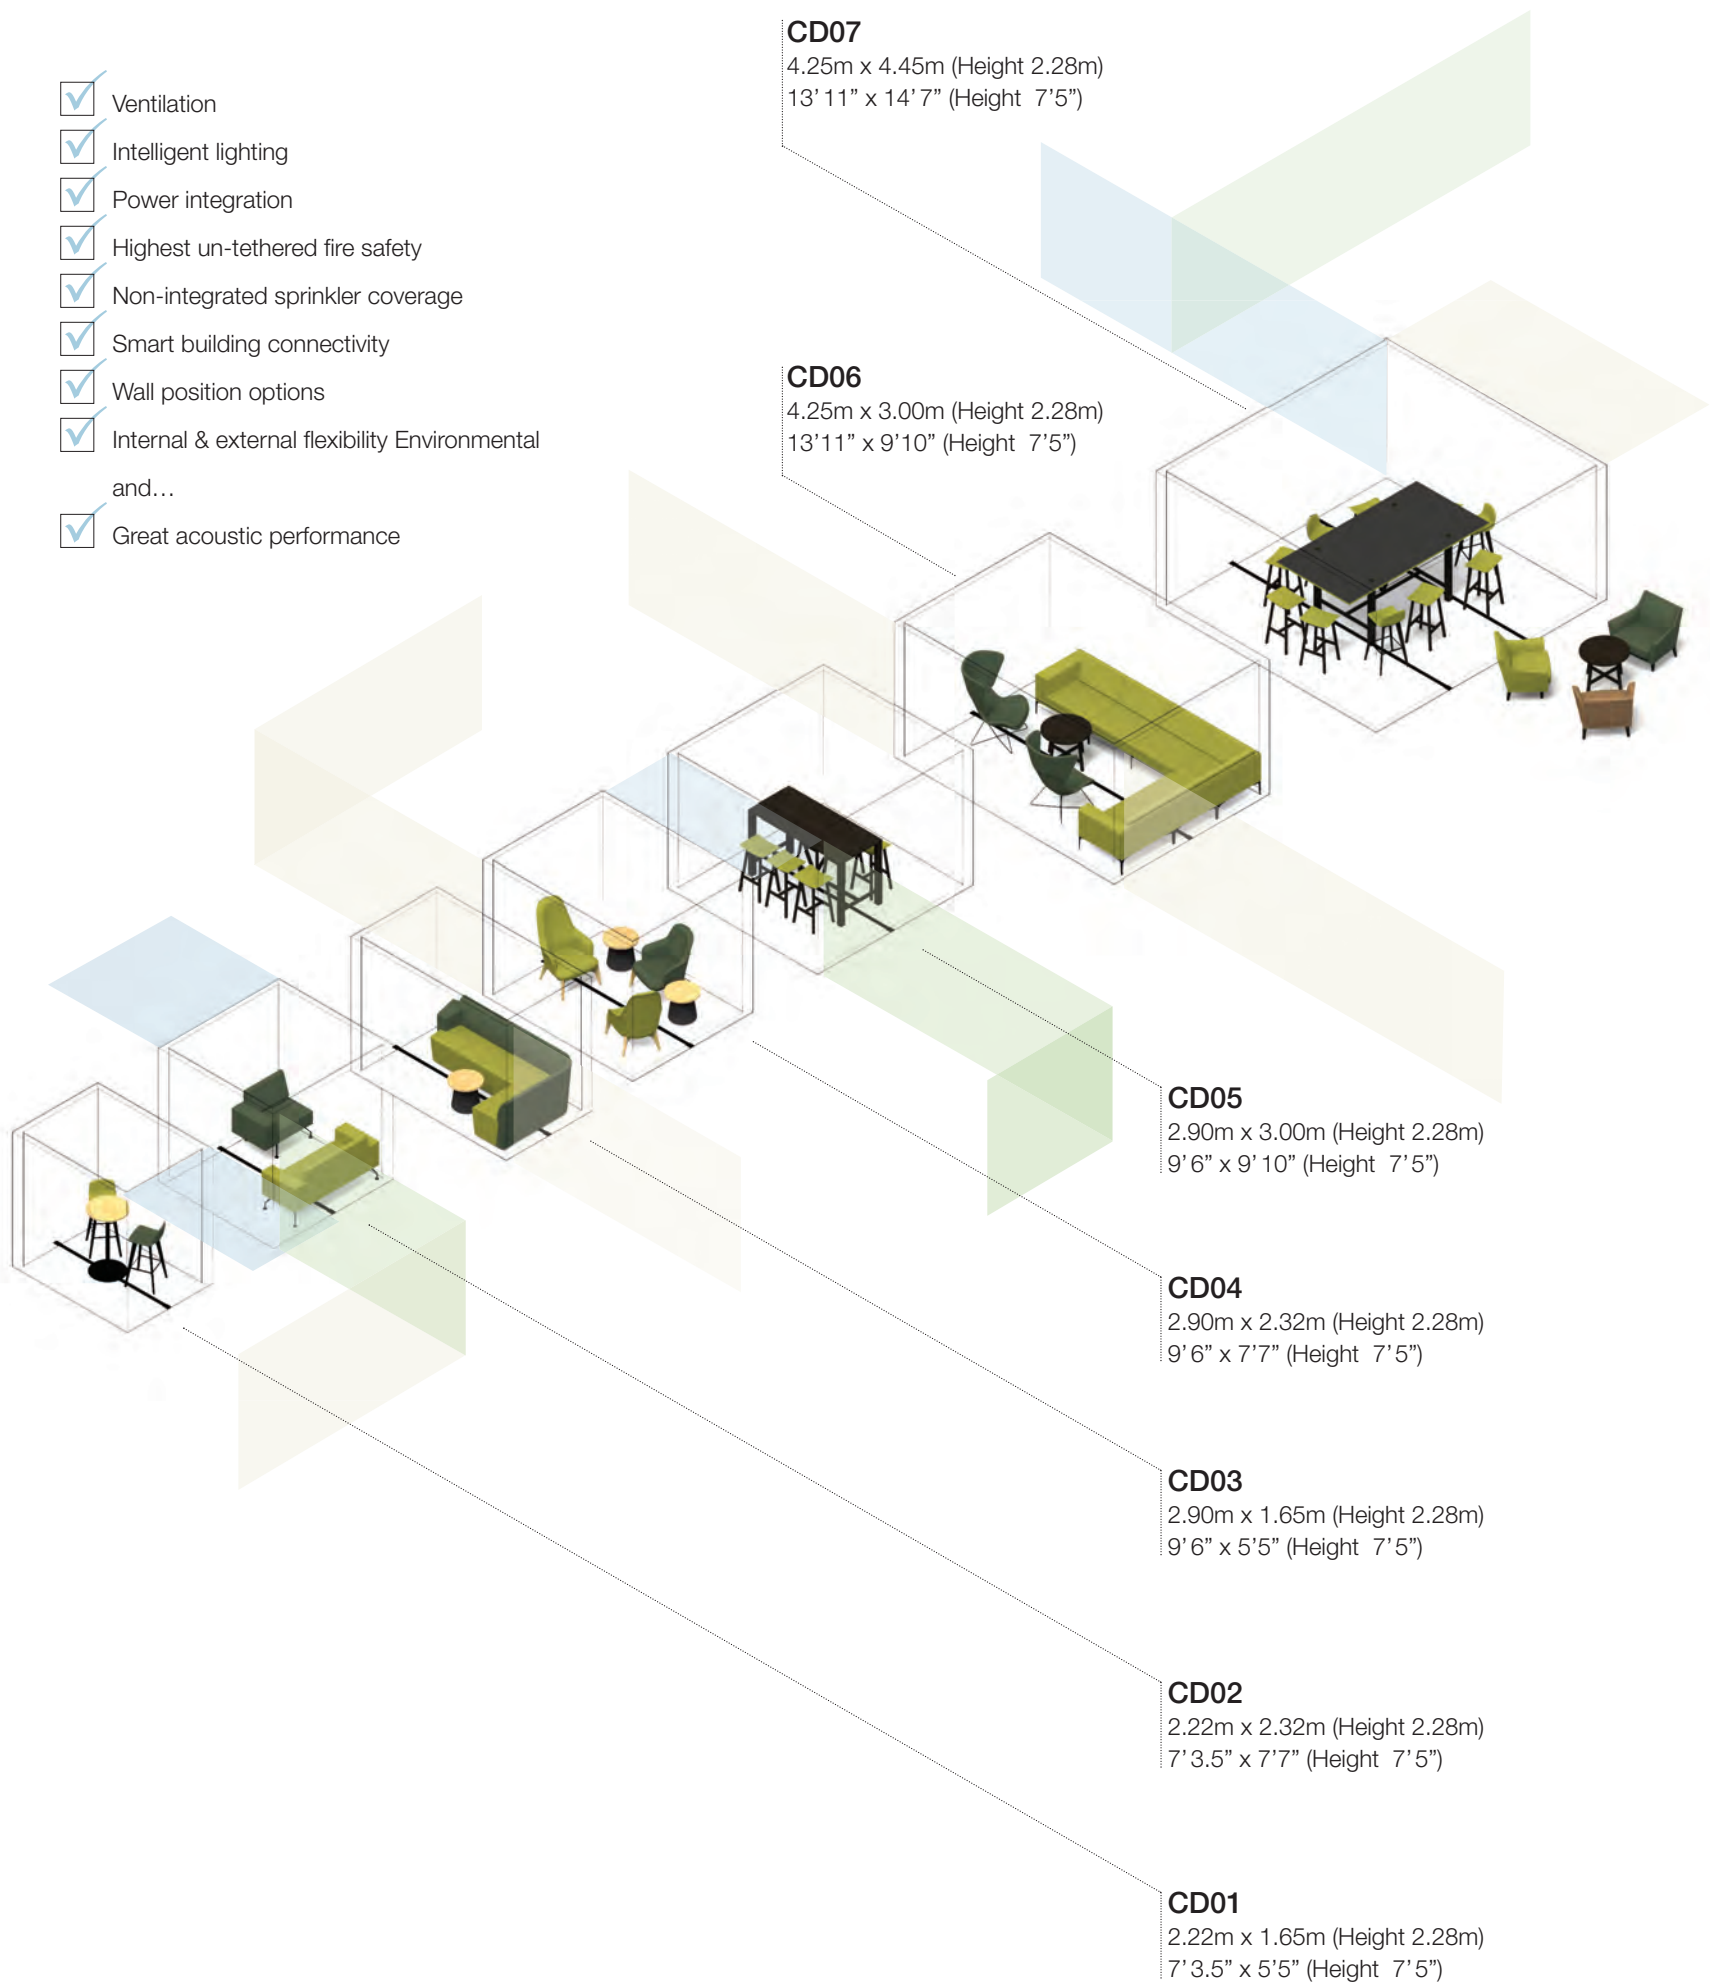 Ventilation
Intelligent lighting
Power integration
Highest un-tethered fire safety
Non-integrated sprinkler coverage
Smart building connectivity
Wall position options
Internal & external flexibility Environmental
and…
Great acoustic performance
CD07
4.25m x 4.45m (Height 2.28m)
13’ 11” x 14’ 7” (Height 7’5”)
CD06
4.25m x 3.00m (Height 2.28m)
13’11” x 9’10” (Height 7’5”)
CD05
2.90m x 3.00m (Height 2.28m)
9’ 6” x 9’ 10” (Height 7’ 5”)
CD04
2.90m x 2.32m (Height 2.28m)
9’ 6” x 7’7” (Height 7’ 5”)
CD03
2.90m x 1.65m (Height 2.28m)
9’ 6” x 5’5” (Height 7’ 5”)
CD02
2.22m x 2.32m (Height 2.28m)
7’ 3.5” x 7’7” (Height 7’ 5”)
CD01
2.22m x 1.65m (Height 2.28m)
7’ 3.5” x 5’5” (Height 7’ 5”)